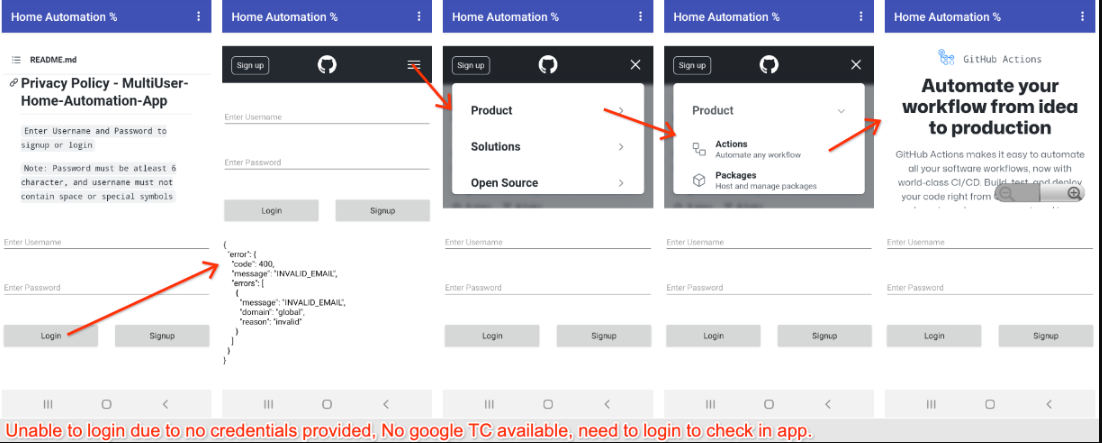 Home Automation %
README.md
Privacy Policy - MultiUser-
Home-Automation-App
Enter Username and Password to
signup or login
Note: Password must be atleast 6
character, and username must not
contain space or special symbols
Enter Username
Enter Password
Login
Signup
Home Automation %
Sign up
Enter Username
Enter Password
Login
Signup
{
"error": {
"code": 400,
"message": "INVALID_EMAIL",
"errors": [
{
"message": "INVALID_EMAIL",
"domain": "global",
"reason": "invalid"
}
]
}
}
Home Automation %
Sign up
Product
Solutions
Open Source
Enter Username
Enter Password
Login
Signup
Home Automation %
Sign up
Product
Actions
Automate any workflow
Packages
Host and manage packages
Enter Username
Enter Password
Login
Signup
Home Automation %
GitHub Actions
Automate your
workflow from idea
to production
GitHub Actions makes it easy to automate
all your software workflows, now with
world-class CI/CD. Build, test, and deploy
your code right from
Enter Username
Enter Password
Login
Signup
Unable to login due to no credentials provided, No google TC available, need to login to check in app.